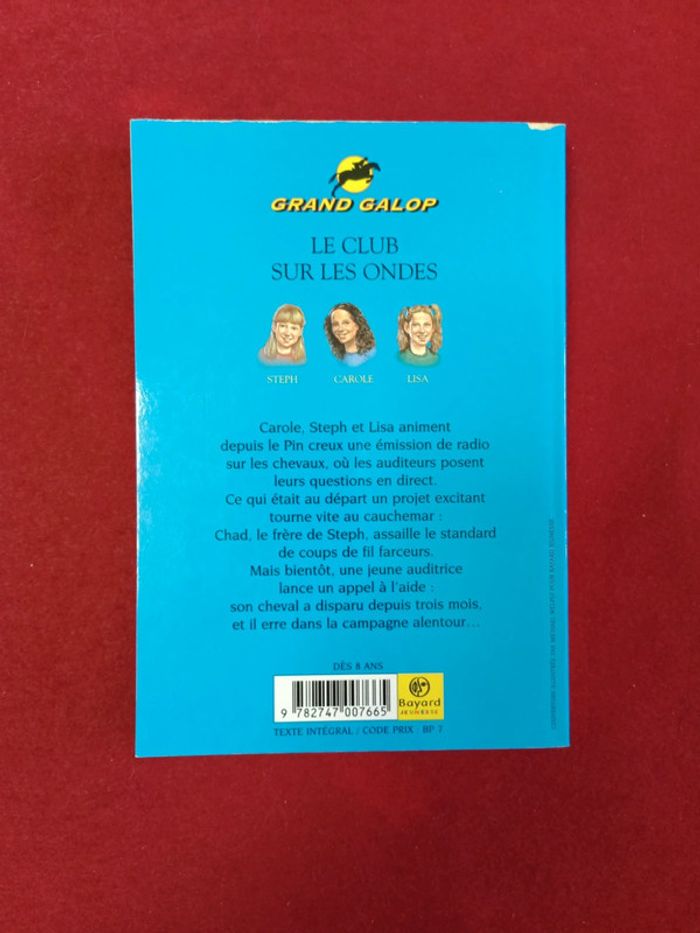 GRAND GALOP
LE CLUB
SUR LES ONDES
STEPH CAROLE LISA
Carole, Steph et Lisa animent
depuis le Pin creux une émission de radio
sur les chevaux, où les auditeurs posent
leurs questions en direct.
Ce qui était au départ un projet excitant
tourne vite au cauchemar :
Chad, le frère de Steph, assaille le standard
de coups de fil farceurs.
Mais bientôt, une jeune auditrice
lance un appel à l'aide :
son cheval a disparu depuis trois mois,
et il erre dans la campagne alentour...
DÈS 8 ANS
9 782747 007665
Bayard
JEUNESSE
TEXTE INTÉGRAL / CODE PRIX : BP 7